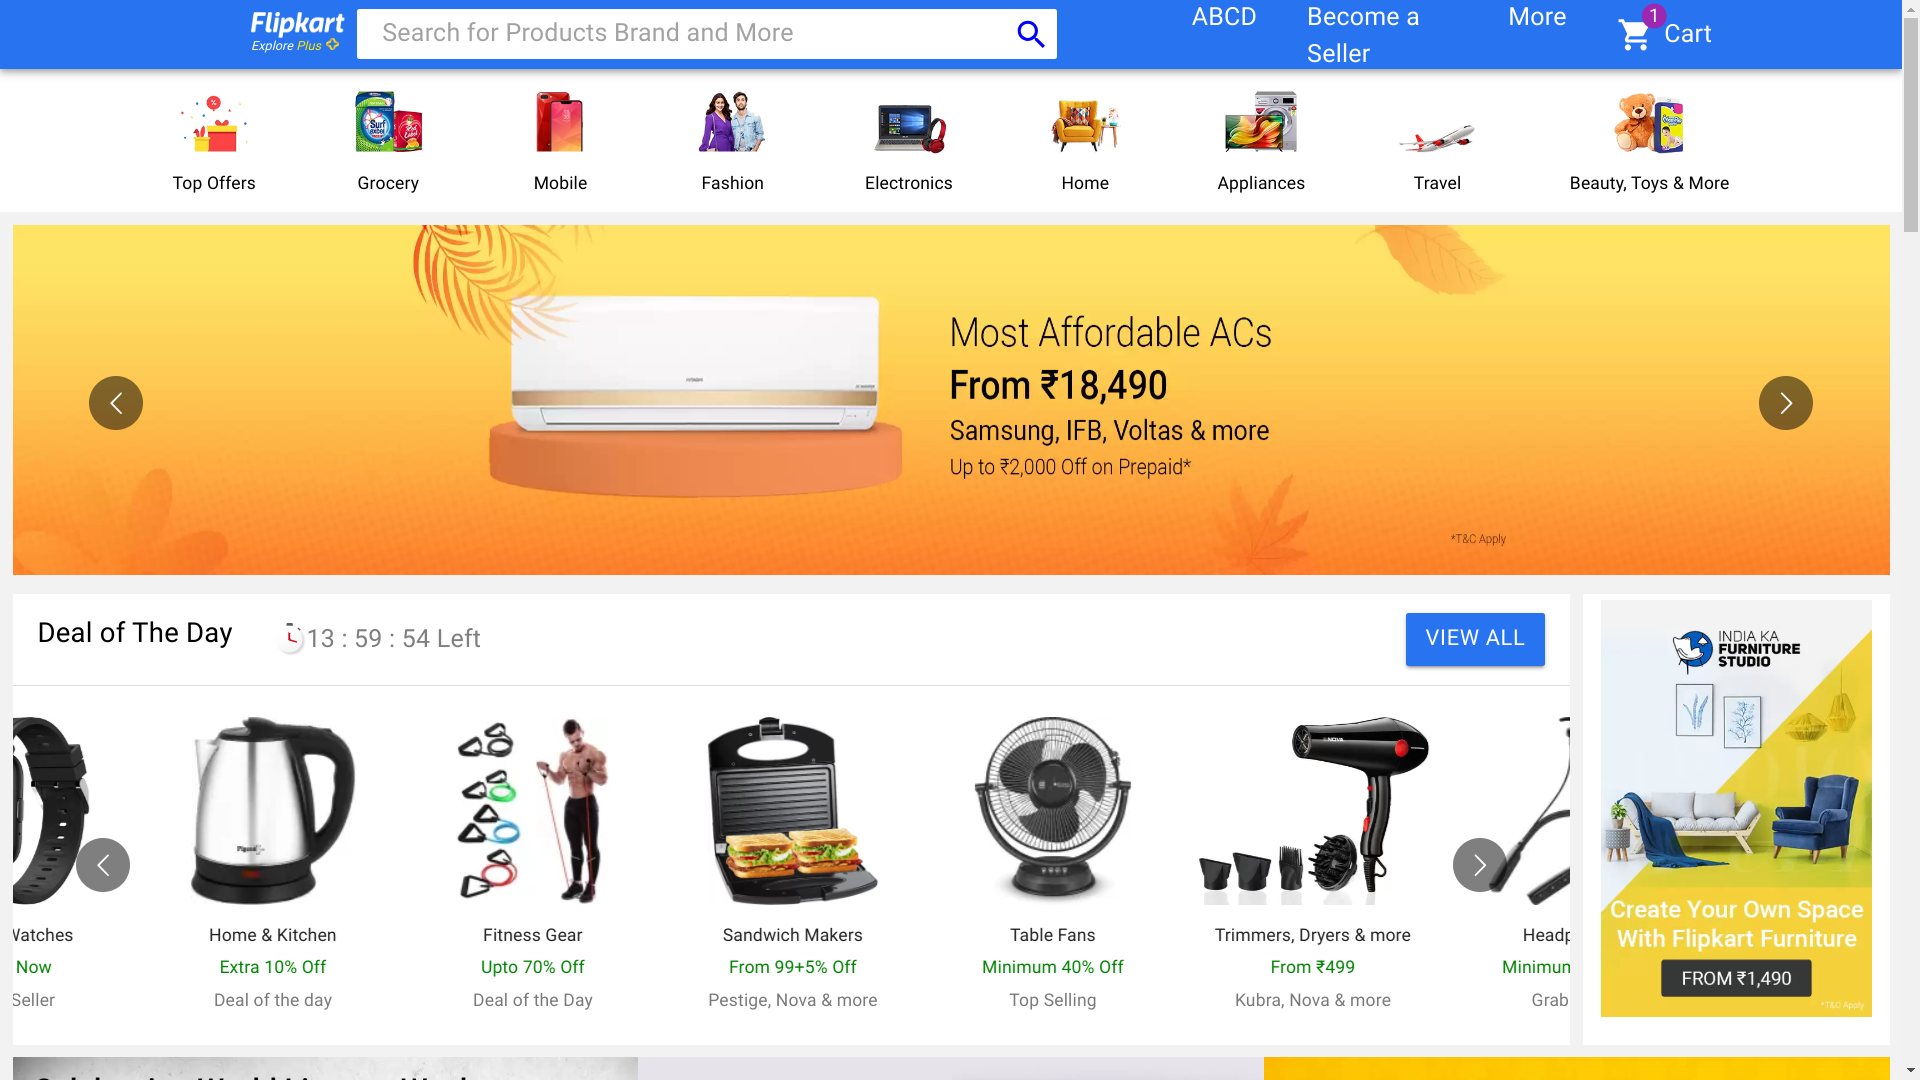 Flipkart
Explore Plus
Search for Products Brand and More
ABCD
Become a
Seller
More
1
Cart
Top Offers
Grocery
Mobile
Fashion
Electronics
Home
Appliances
Travel
Beauty, Toys & More
Most Affordable ACs
From ₹18,490
Samsung, IFB, Voltas & more
Up to ₹2,000 Off on Prepaid*
*T&C Apply
Deal of The Day
13 : 59 : 54 Left
VIEW ALL
Now
Seller
Home & Kitchen
Extra 10% Off
Deal of the day
Fitness Gear
Upto 70% Off
Deal of the Day
Sandwich Makers
From 99+5% Off
Pestige, Nova & more
Table Fans
Minimum 40% Off
Top Selling
NOVA
Trimmers, Dryers & more
From ₹499
Kubra, Nova & more
Grab
INDIA KA
FURNITURE
STUDIO
Create Your Own Space
With Flipkart Furniture
FROM ₹1,490
*T&C Apply